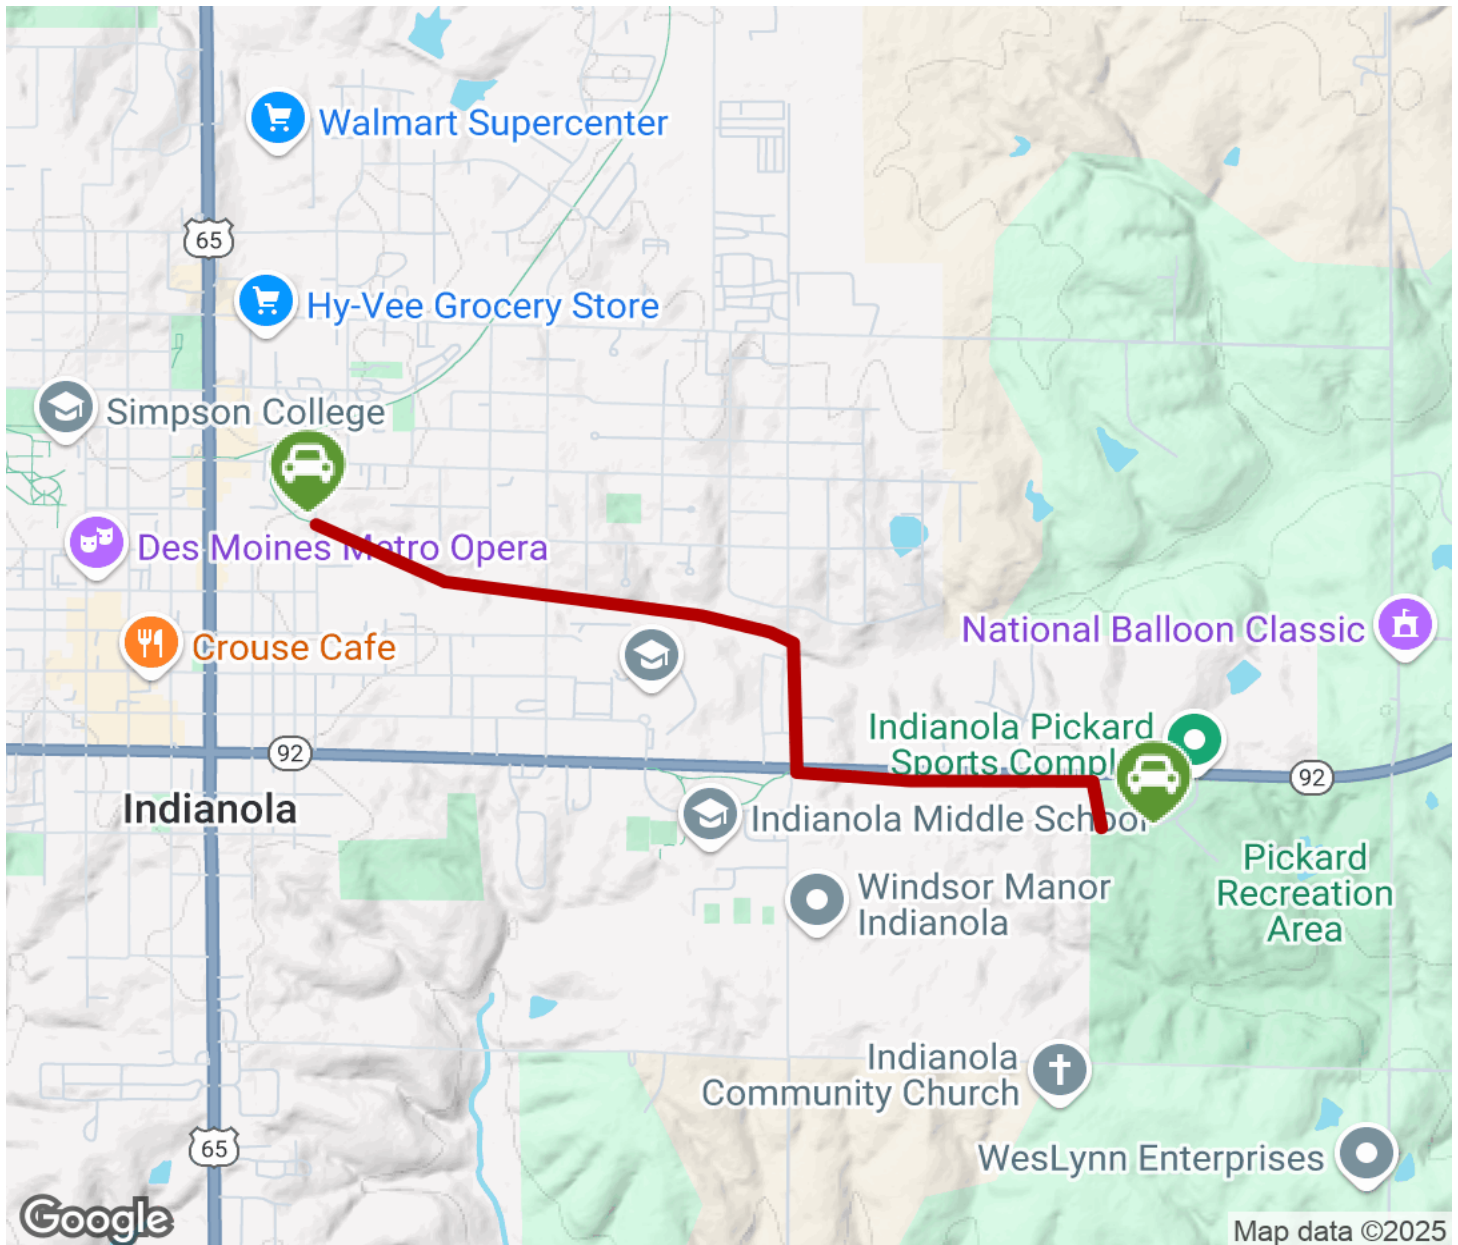 Walmart Supercenter
65
Hy-Vee Grocery Store
Simpson College
Des Moines Metro Opera
National Balloon Classic
Crouse Cafe
Indianola Pickard
Sports Compl
92
92
Indianola
Indianola Middle School
Pickard
Recreation
Area
Windsor Manor
Indianola
Indianola
Community Church
65
WesLynn Enterprises
Google
Map data ©2025